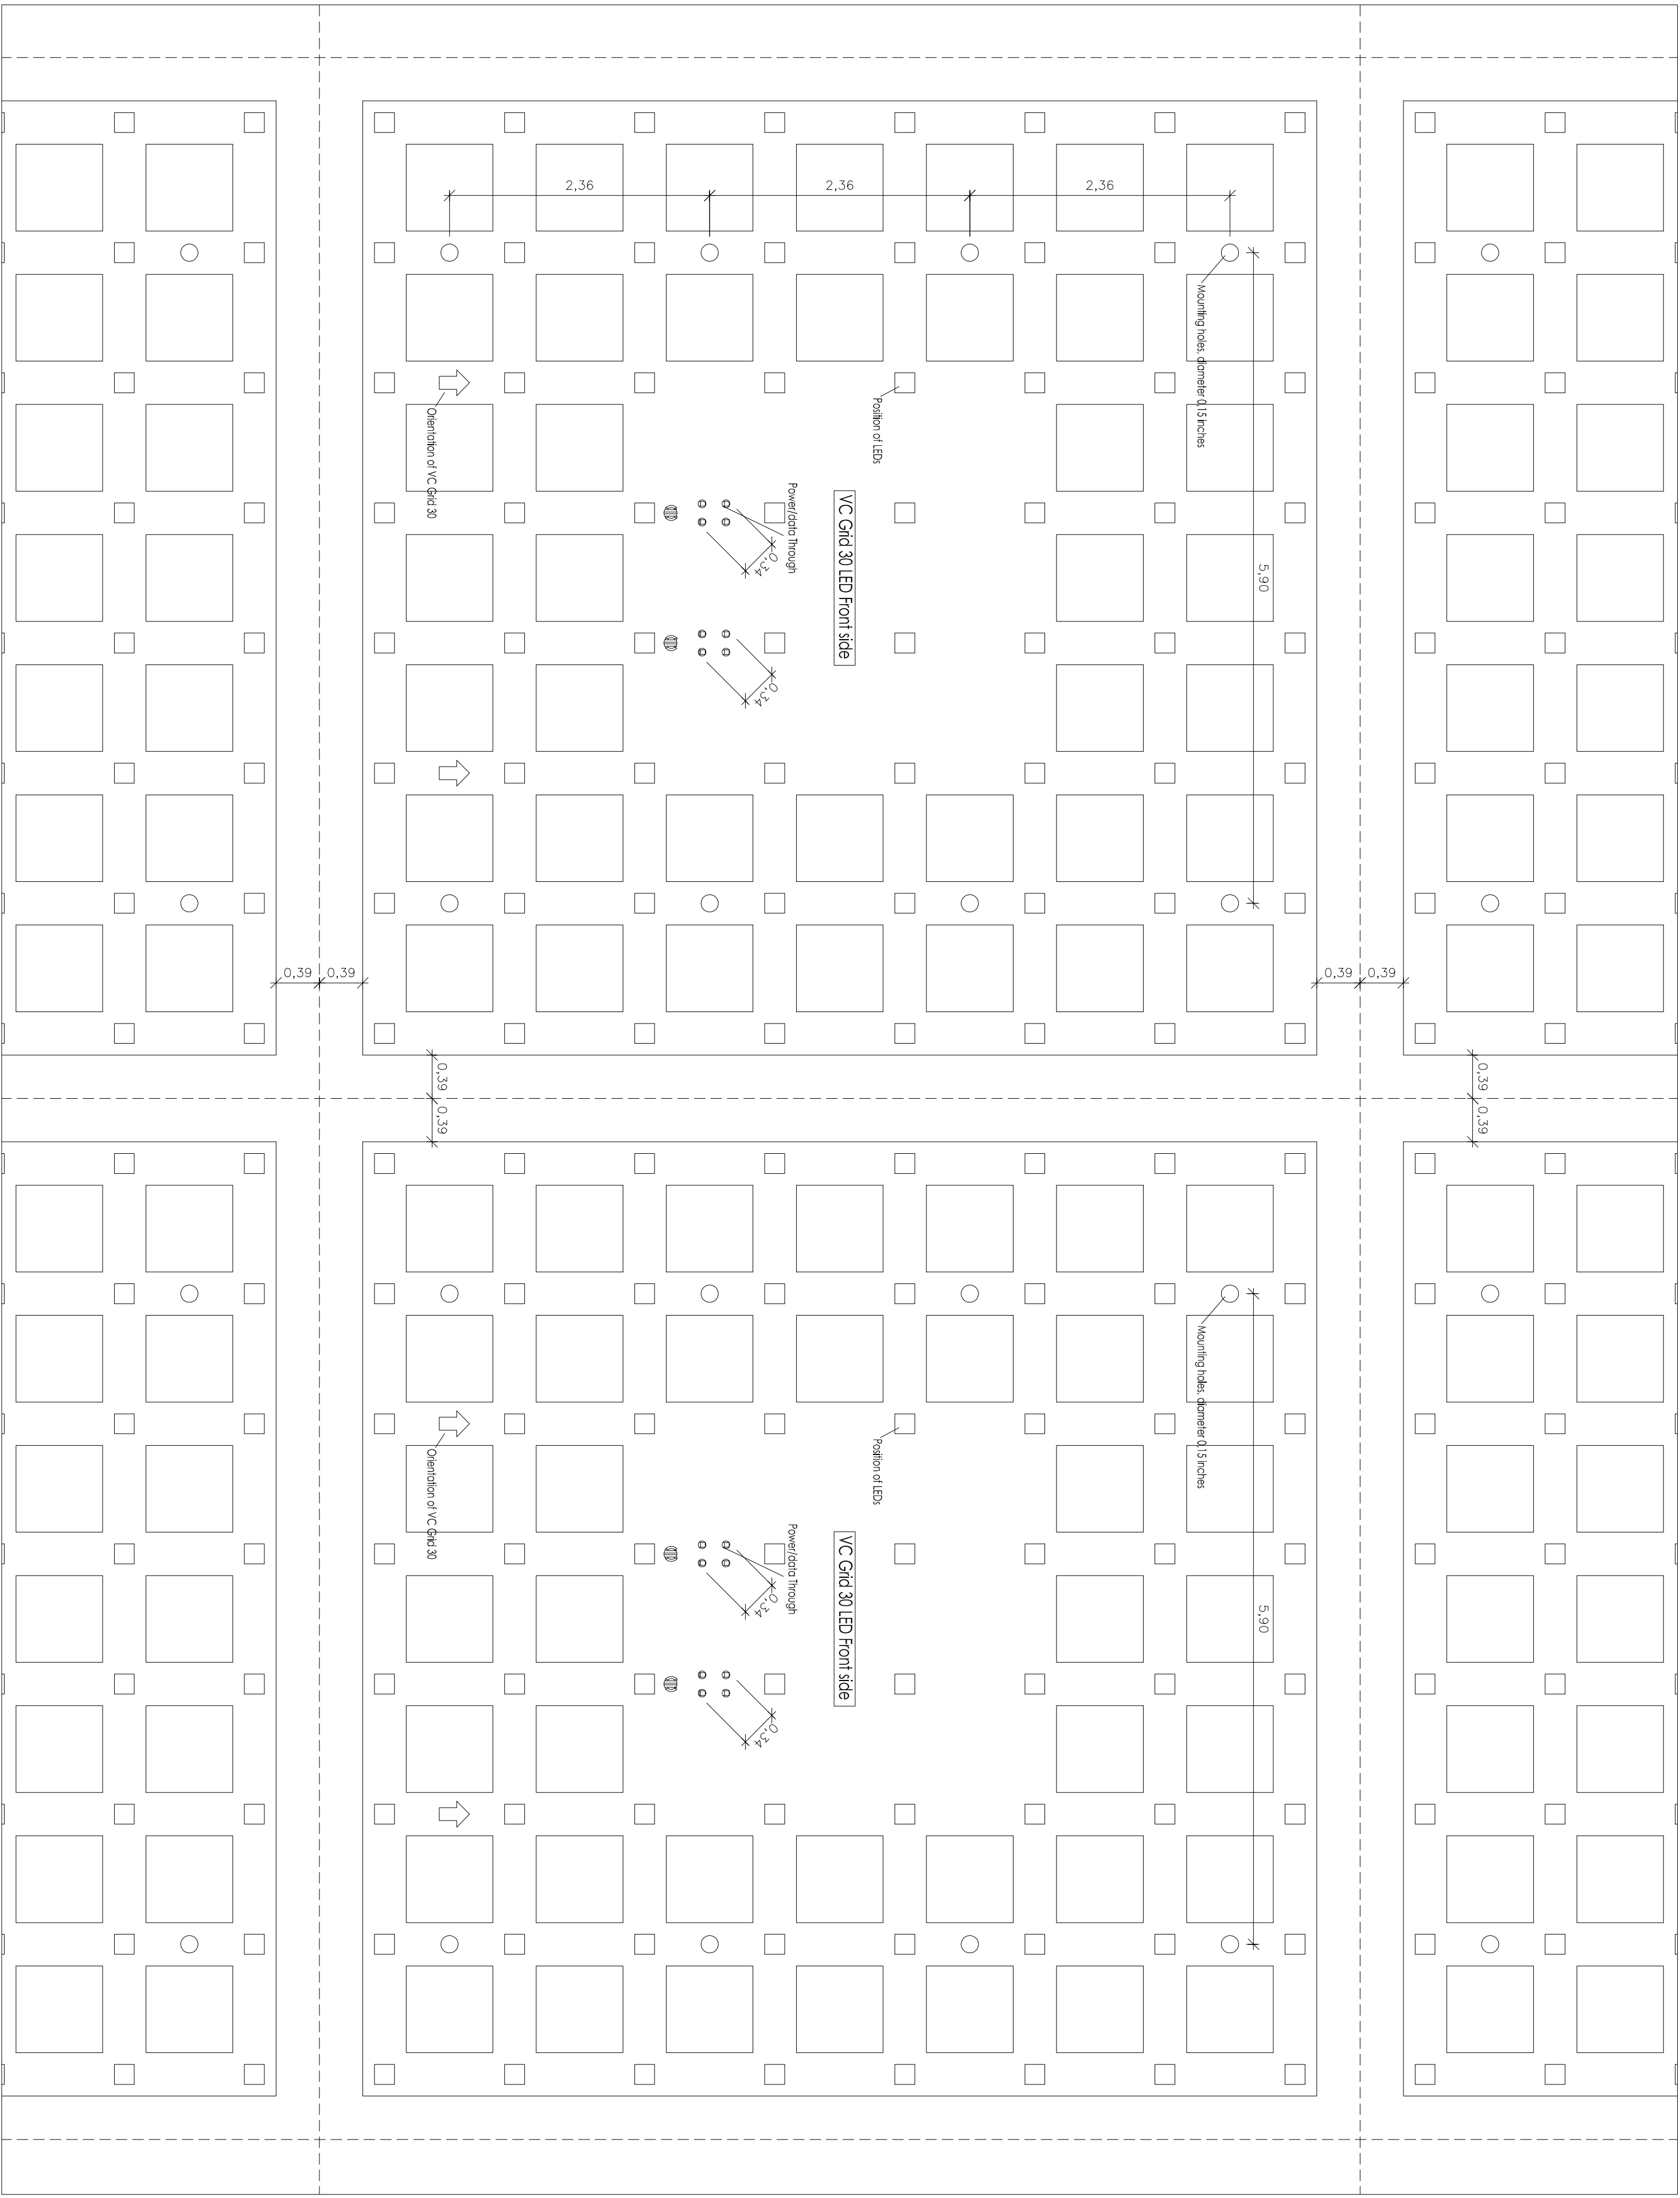 2,36
2,36
2,36
Mounting holes, diameter 0,15 inches
Position of LEDs
Orientation of VC Grid 30
Power/data Through
VC Grid 30 LED Front side
5,90
0,34
0,34
0,39
0,39
0,39
0,39
0,39
0,39
0,39
0,39
Mounting holes, diameter 0,15 inches
Position of LEDs
Orientation of VC Grid 30
Power/data Through
VC Grid 30 LED Front side
5,90
0,34
0,34